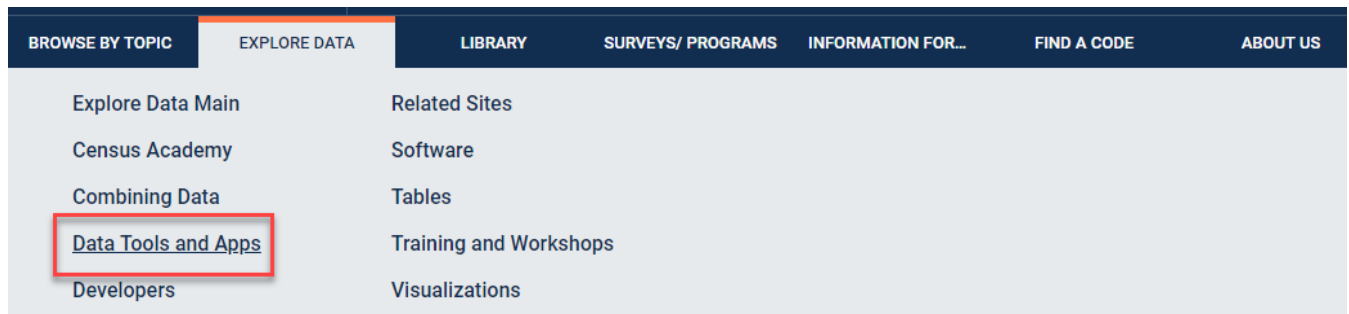 BROWSE BY TOPIC EXPLORE DATA LIBRARY SURVEYS/ PROGRAMS INFORMATION FOR... FIND A CODE ABOUT US
Explore Data Main Related Sites
Census Academy Software
Combining Data Tables
Data Tools and Apps Training and Workshops
Developers Visualizations